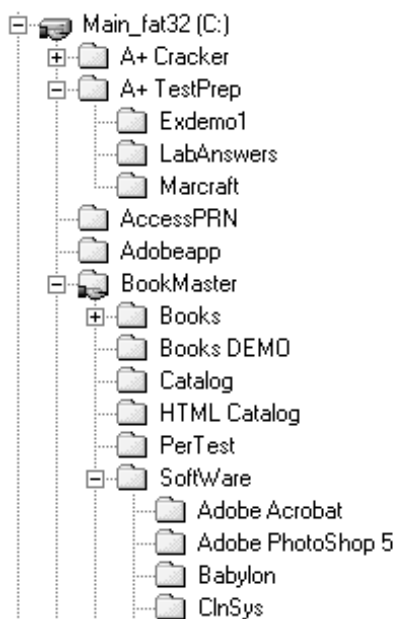 Main_fat32 (C:)
A+ Cracker
A+ TestPrep
Exdemo1
LabAnswers
Marcraft
AccessPRN
Adobeapp
BookMaster
Books
Books DEMO
Catalog
HTML Catalog
PerTest
SoftWare
Adobe Acrobat
Adobe PhotoShop 5
Babylon
ClnSys